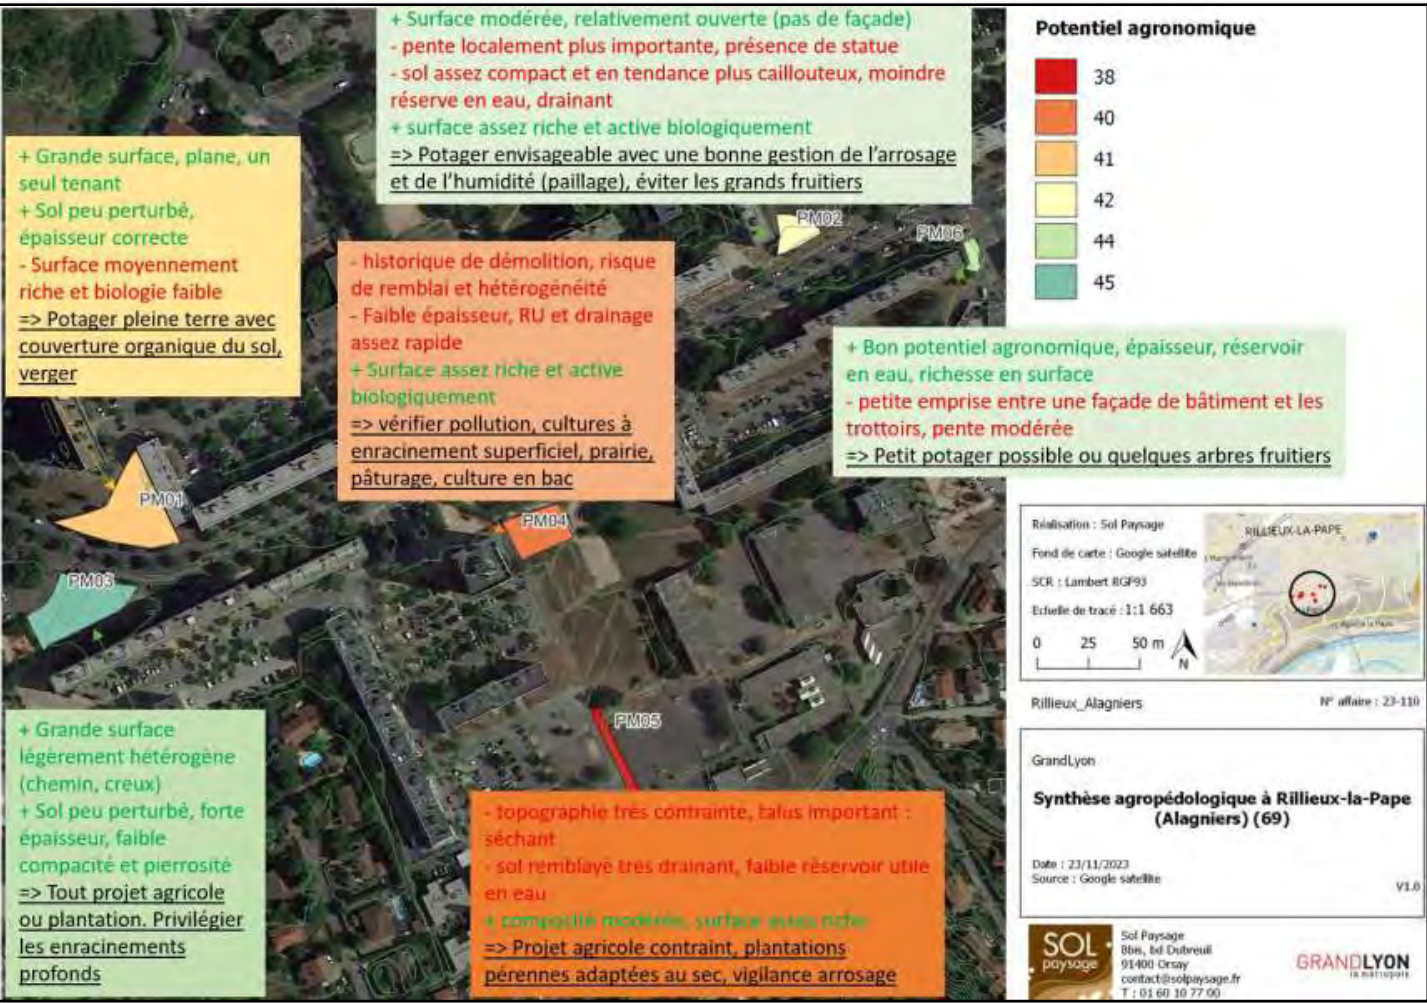 + Surface modérée, relativement ouverte (pas de façade)
- pente localement plus importante, présence de statue
- sol assez compact et en tendance plus caillouteux, moindre
réserve en eau, drainant
+ surface assez riche et active biologiquement
=> Potager envisageable avec une bonne gestion de l'arrosage
et de l'humidité (paillage), éviter les grands fruitiers
+ Grande surface, plane, un
seul tenant
+ Sol peu perturbé,
épaisseur correcte
- Surface moyennement
riche et biologie faible
=> Potager pleine terre avec
couverture organique du sol,
verger
- historique de démolition, risque
de remblai et hétérogénéité
- Faible épaisseur, RU et drainage
assez rapide
+ Surface assez riche et active
biologiquement
=> vérifier pollution, cultures à
enracinement superficiel, prairie,
pâturage, culture en bac
+ Bon potentiel agronomique, épaisseur, réservoir
en eau, richesse en surface
- petite emprise entre une façade de bâtiment et les
trottoirs, pente modérée
=> Petit potager possible ou quelques arbres fruitiers
PM02
PM06
PM01
PM04
PM03
PM05
+ Grande surface
légèrement hétérogène
(chemin, creux)
+ Sol peu perturbé, forte
épaisseur, faible
compacité et pierrosité
=> Tout projet agricole
ou plantation. Privilégier
les enracinements
profonds
- topographie très contrainte, talus important :
séchant
- sol remblayé très drainant, faible réservoir utile
en eau
+ compacité modérée, surface assez riche
=> Projet agricole contraint, plantations
pérennes adaptées au sec, vigilance arrosage
Potentiel agronomique
38
40
41
42
44
45
Réalisation : Sol Paysage
Fond de carte : Google satellite
SCR : Lambert RGF93
Echelle de tracé : 1:1 663
0 25 50 m
N
RILLIEUX-LA-PAPE
Rillieux_Alagniers
N° affaire : 23-110
GrandLyon
Synthèse agropédologique à Rillieux-la-Pape
(Alagniers) (69)
Date : 23/11/2023
Source : Google satellite
V1.0
SOL
paysage
Sol Paysage
8bis, bd Dubreuil
91400 Orsay
contact@solpaysage.fr
T : 01 60 10 77 00
GRANDLYON
la métropole